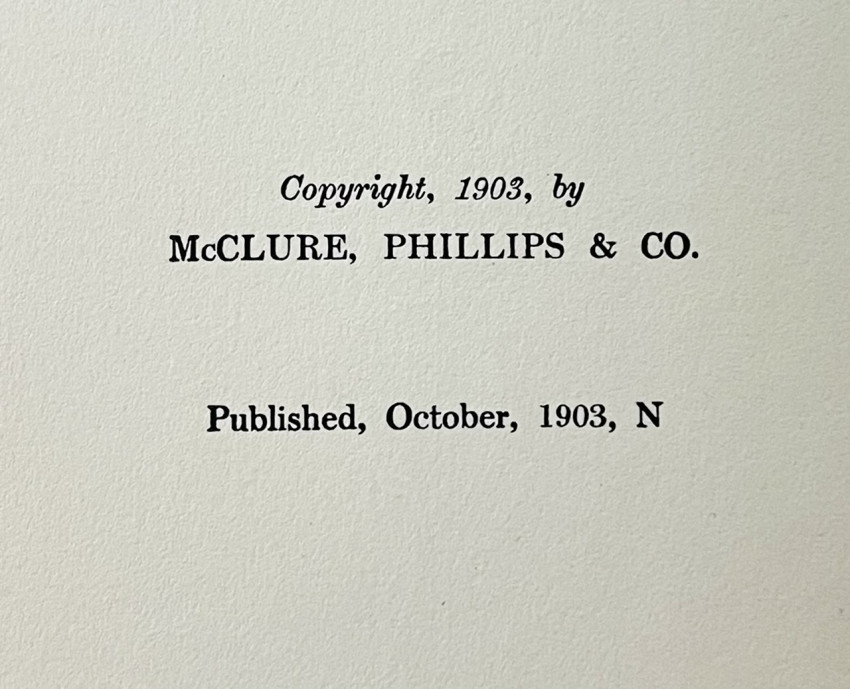 Copyright, 1903, by
McCLURE, PHILLIPS & CO.
Published, October, 1903, N